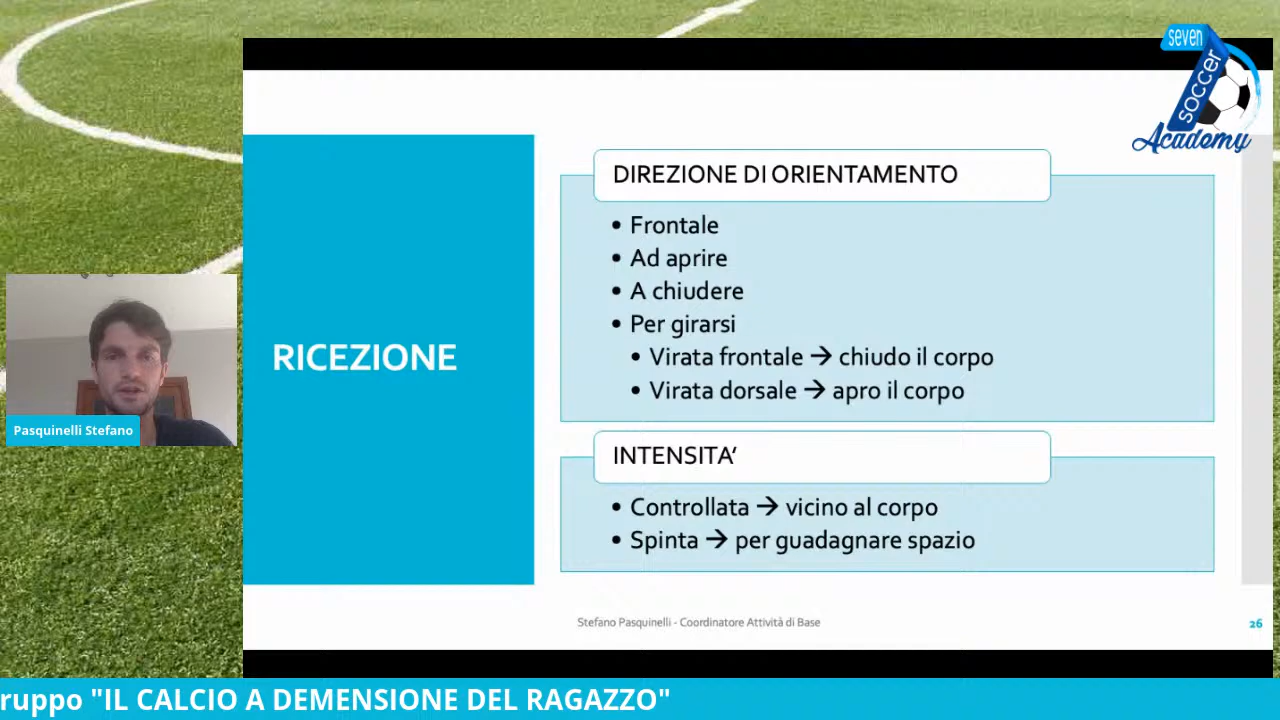 seven
soccer
Academy
DIREZIONE DI ORIENTAMENTO
• Frontale
• Ad aprire
• A chiudere
• Per girarsi
• Virata frontale → chiudo il corpo
• Virata dorsale → apro il corpo
RICEZIONE
INTENSITA'
• Controllata → vicino al corpo
• Spinta → per guadagnare spazio
Pasquinelli Stefano
Stefano Pasquinelli - Coordinatore Attività di Base
26
ruppo "IL CALCIO A DEMENSIONE DEL RAGAZZO"